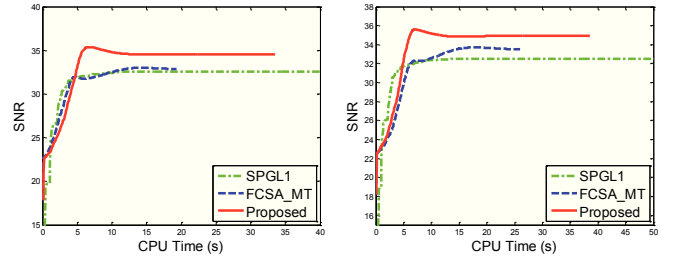 40
35
30
25
20
15
SNR
0 5 10 15 20 25 30 35 40
CPU Time (s)
SPGL1
FCSA_MT
Proposed
38
36
34
32
30
28
26
24
22
20
18
16
SNR
0 5 10 15 20 25 30 35 40 45 50
CPU Time (s)
SPGL1
FCSA_MT
Proposed